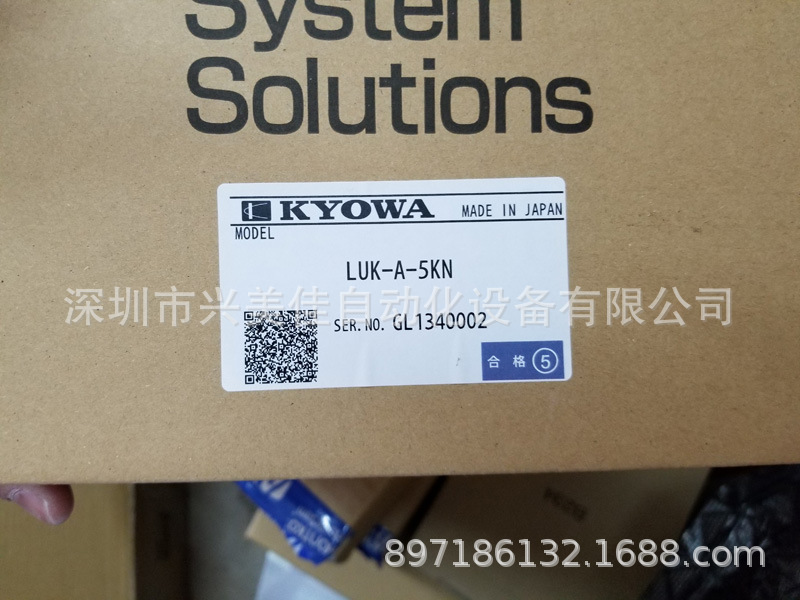 System
Solutions
KYOWA MADE IN JAPAN
MODEL
LUK-A-5KN
深圳市兴美佳自动化设备有限公司
SER.NO. GL1340002
合格 5
897186132.1688.com